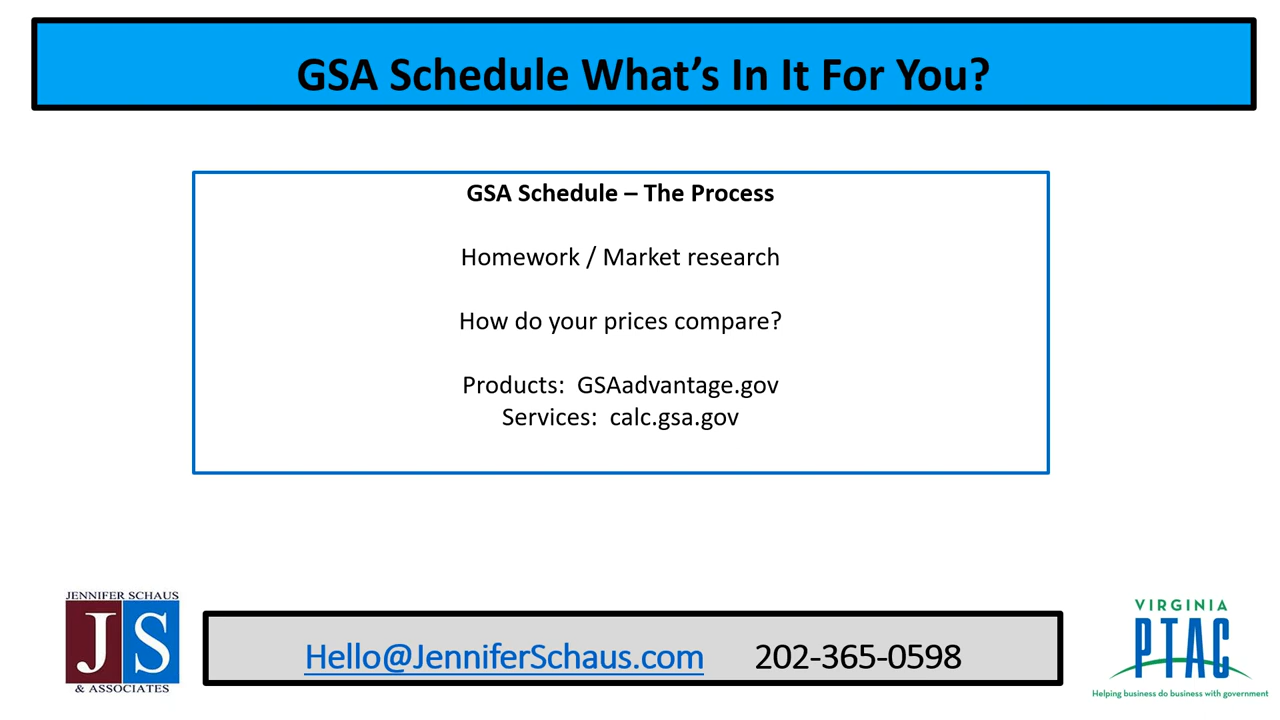 GSA Schedule What's In It For You?
GSA Schedule – The Process
Homework / Market research
How do your prices compare?
Products:  GSAadvantage.gov
Services:  calc.gsa.gov
JENNIFER SCHAUS
JS
& ASSOCIATES
Hello@JenniferSchaus.com 202-365-0598
VIRGINIA
PTAC
Helping business do business with government